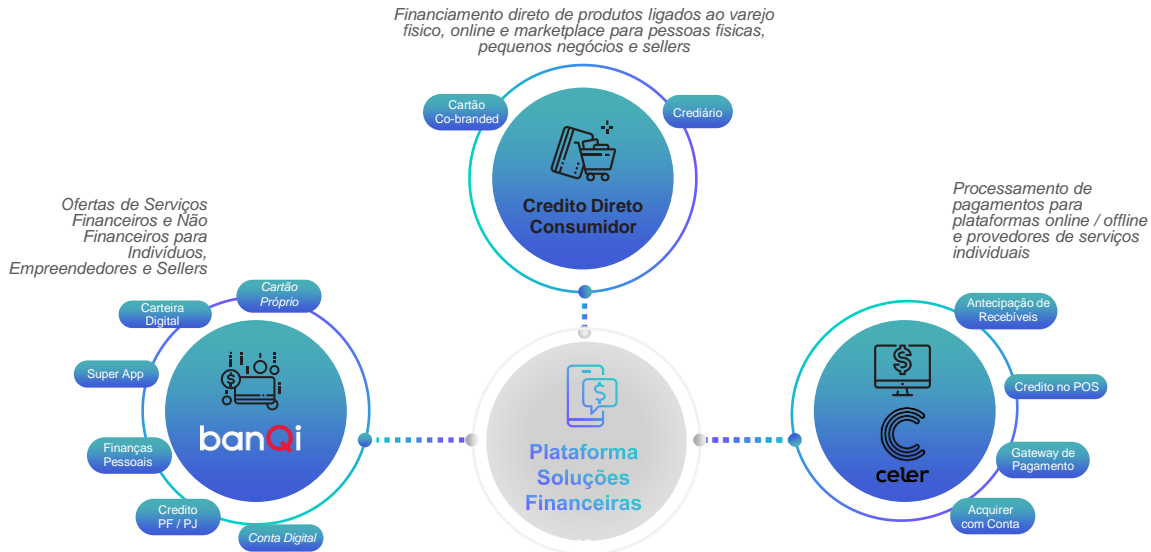 Financiamento direto de produtos ligados ao varejo
fisico, online e marketplace para pessoas fisicas,
pequenos negócios e sellers
Cartão
Co-branded
Crediário
Credito Direto
Consumidor
Ofertas de Serviços
Financeiros e Não
Financeiros para
Indivíduos,
Empreendedores e Sellers
Cartão
Próprio
Carteira
Digital
Super App
Finanças
Pessoais
Credito
PF / PJ
Conta Digital
banQi
Plataforma
Soluções
Financeiras
Processamento de
pagamentos para
plataformas online / offline
e provedores de serviços
individuais
Antecipação de
Recebíveis
Credito no POS
Gateway de
Pagamento
Acquirer
com Conta
celer